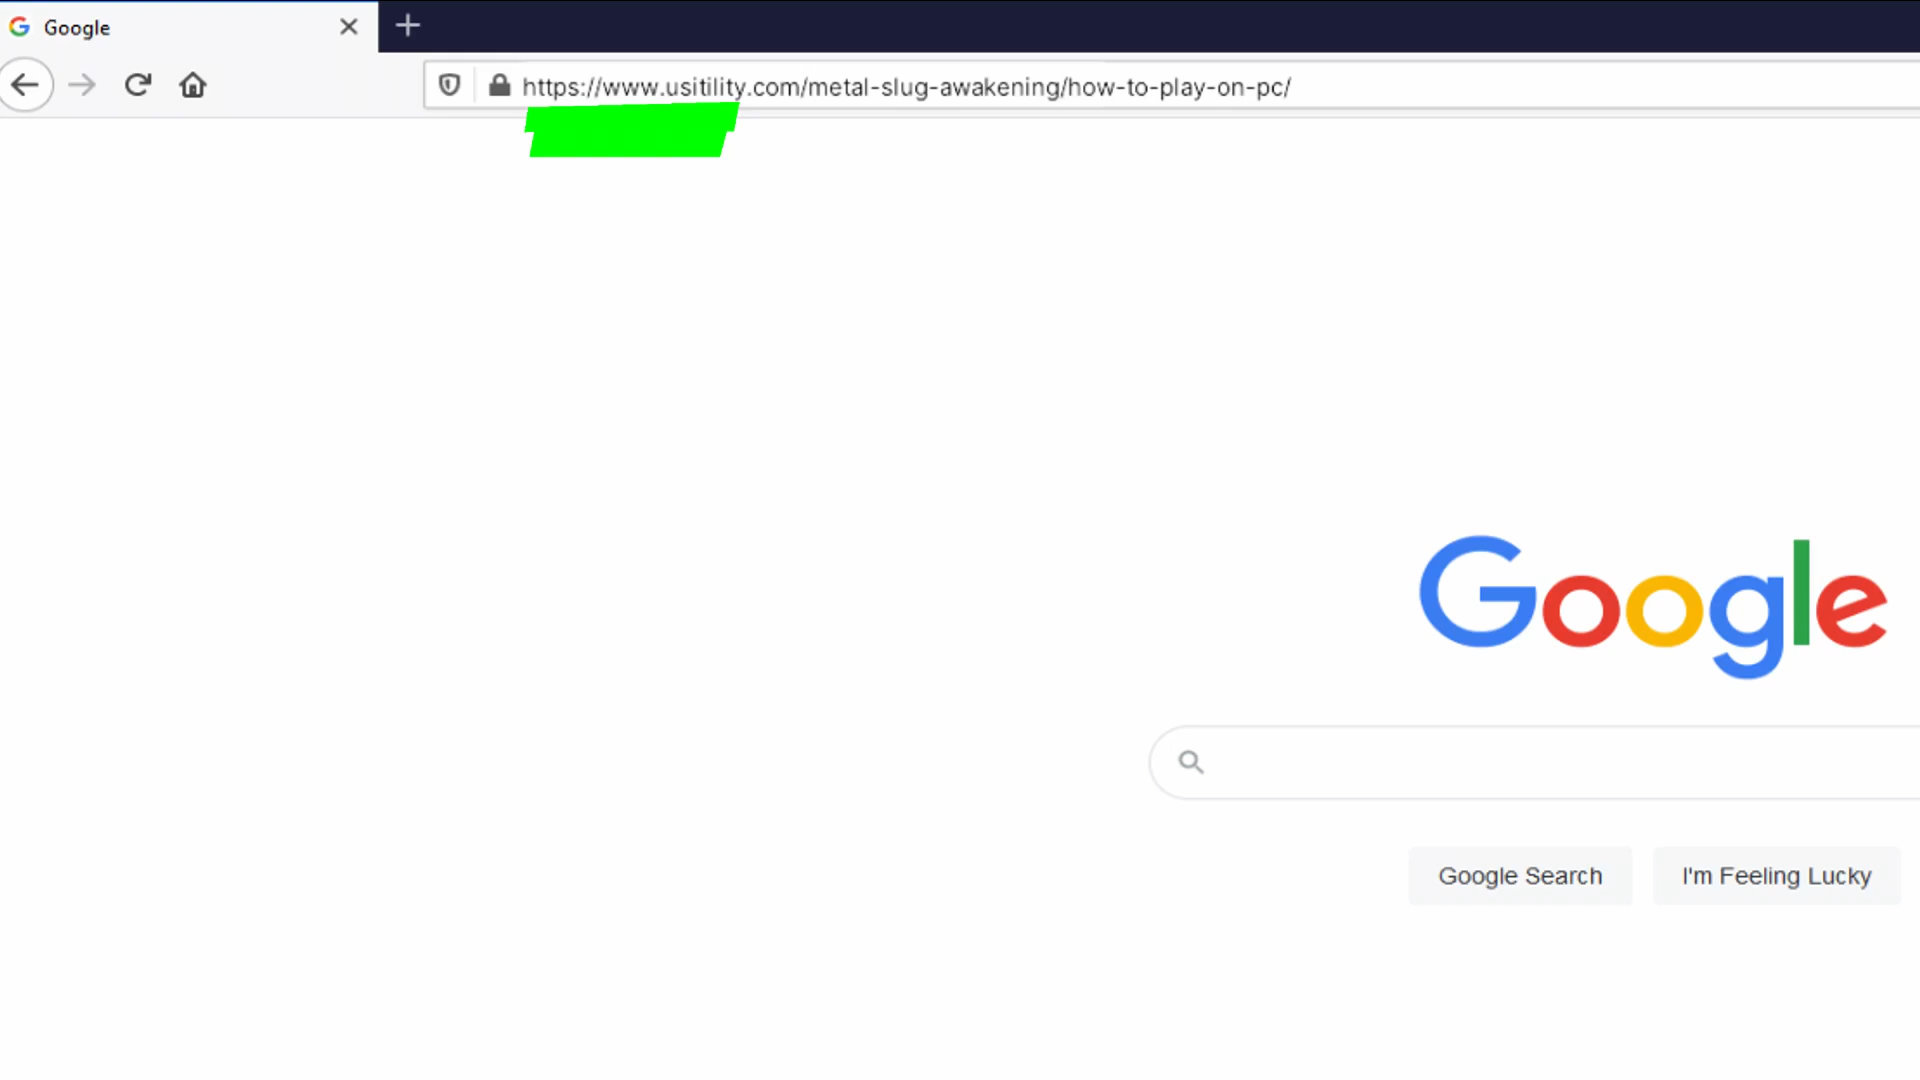 Google
https://www.usitility.com/metal-slug-awakening/how-to-play-on-pc/
Google
Google Search
I'm Feeling Lucky